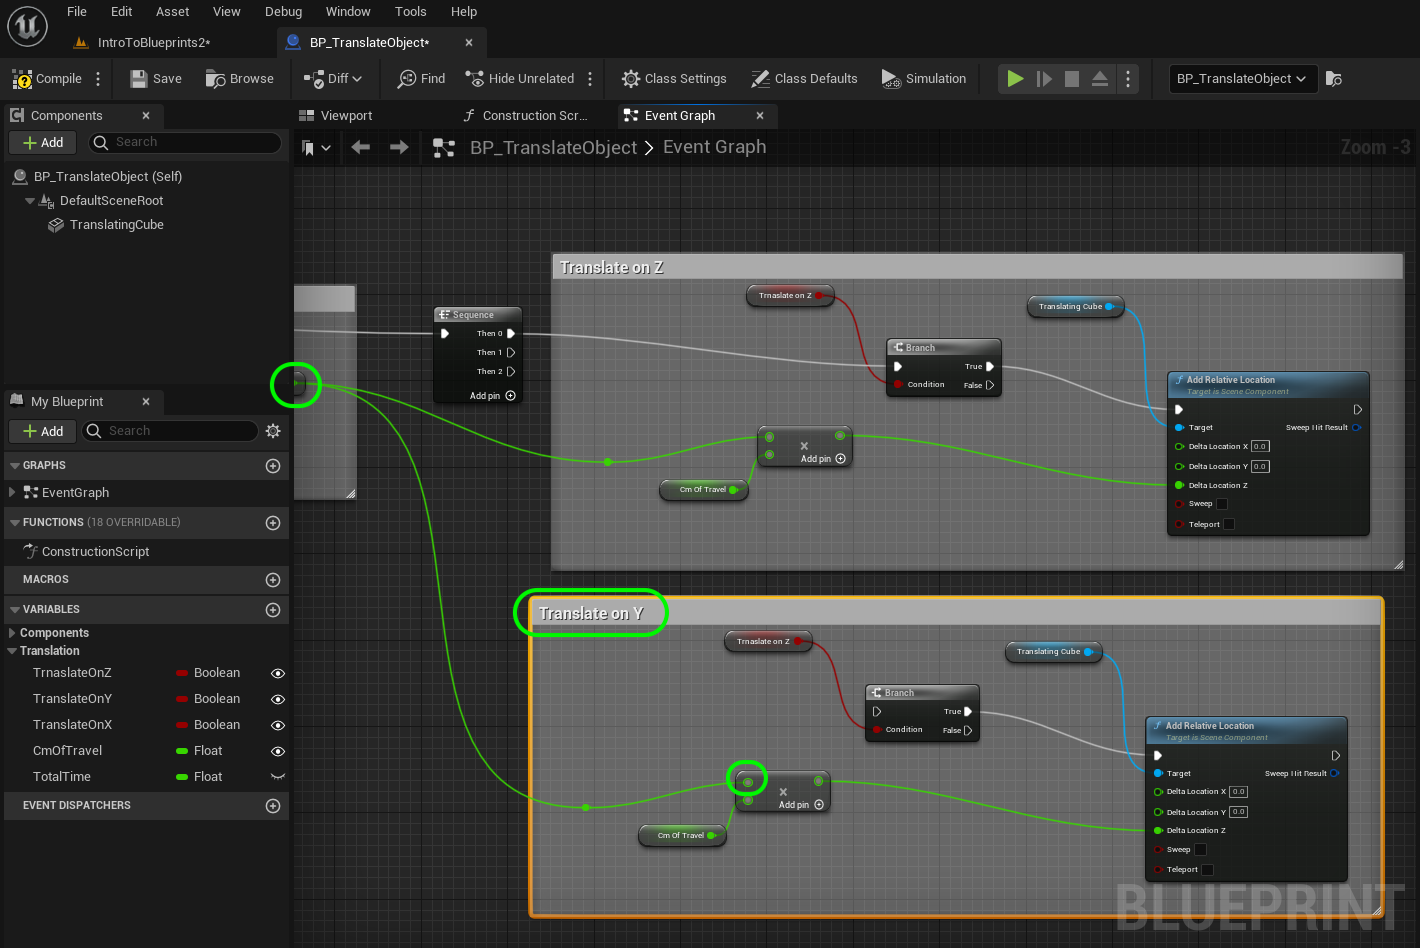 File Edit Asset View Debug Window Tools Help
IntroToBlueprints2*
BP_TranslateObject*
Compile Save Browse Diff Find Hide Unrelated Class Settings Class Defaults Simulation BP_TranslateObject
Components
Add Search
BP_TranslateObject (Self)
DefaultSceneRoot
TranslatingCube
My Blueprint
Add Search
GRAPHS
EventGraph
FUNCTIONS (18 OVERRIDABLE)
ConstructionScript
MACROS
VARIABLES
Components
Translation
TrnaslateOnZ Boolean
TranslateOnY Boolean
TranslateOnX Boolean
CmOfTravel Float
TotalTime Float
EVENT DISPATCHERS
Viewport Construction Scr... Event Graph
BP_TranslateObject > Event Graph
Zoom -3
Sequence
Then 0
Then 1
Then 2
Add pin
Translate on Z
Trnaslate on Z
Translating Cube
Branch
True
Condition False
×
Add pin
Cm Of Travel
Add Relative Location
Target is Scene Component
Target Sweep Hit Result
Delta Location X 0.0
Delta Location Y 0.0
Delta Location Z
Sweep
Teleport
Translate on Y
Trnaslate on Z
Translating Cube
Branch
True
Condition False
×
Add pin
Cm Of Travel
Add Relative Location
Target is Scene Component
Target Sweep Hit Result
Delta Location X 0.0
Delta Location Y 0.0
Delta Location Z
Sweep
Teleport
BLUEPRINT